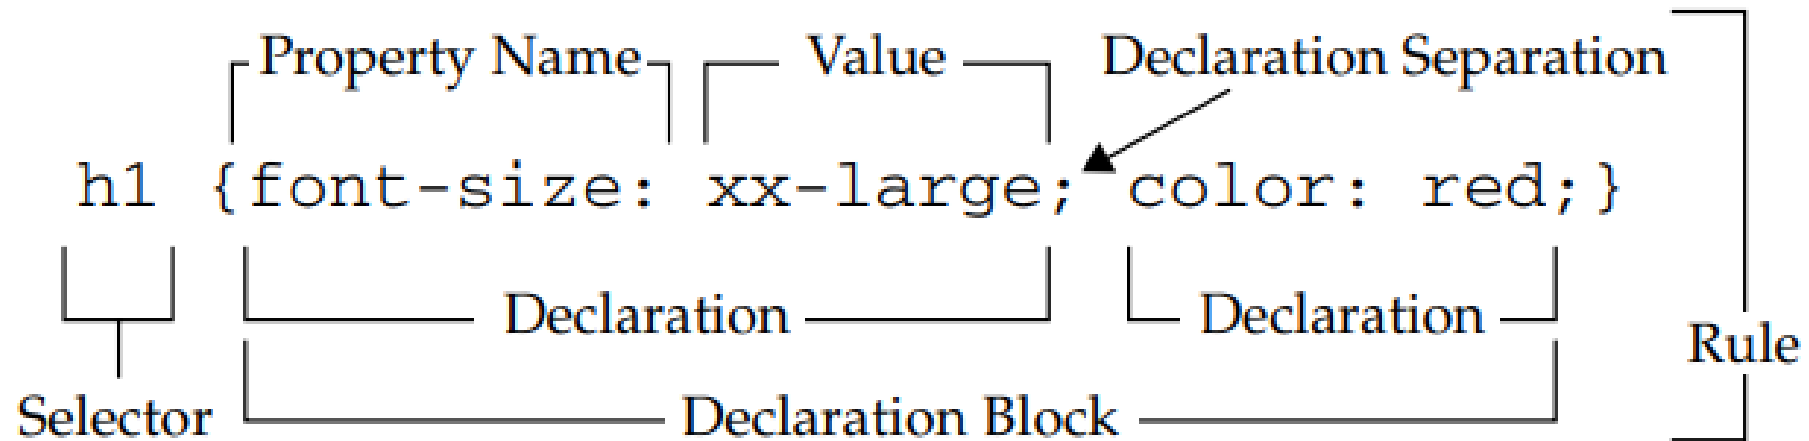 Property Name Value Declaration Separation
h1 {font-size: xx-large; color: red;}
Declaration Declaration
Rule
Selector Declaration Block